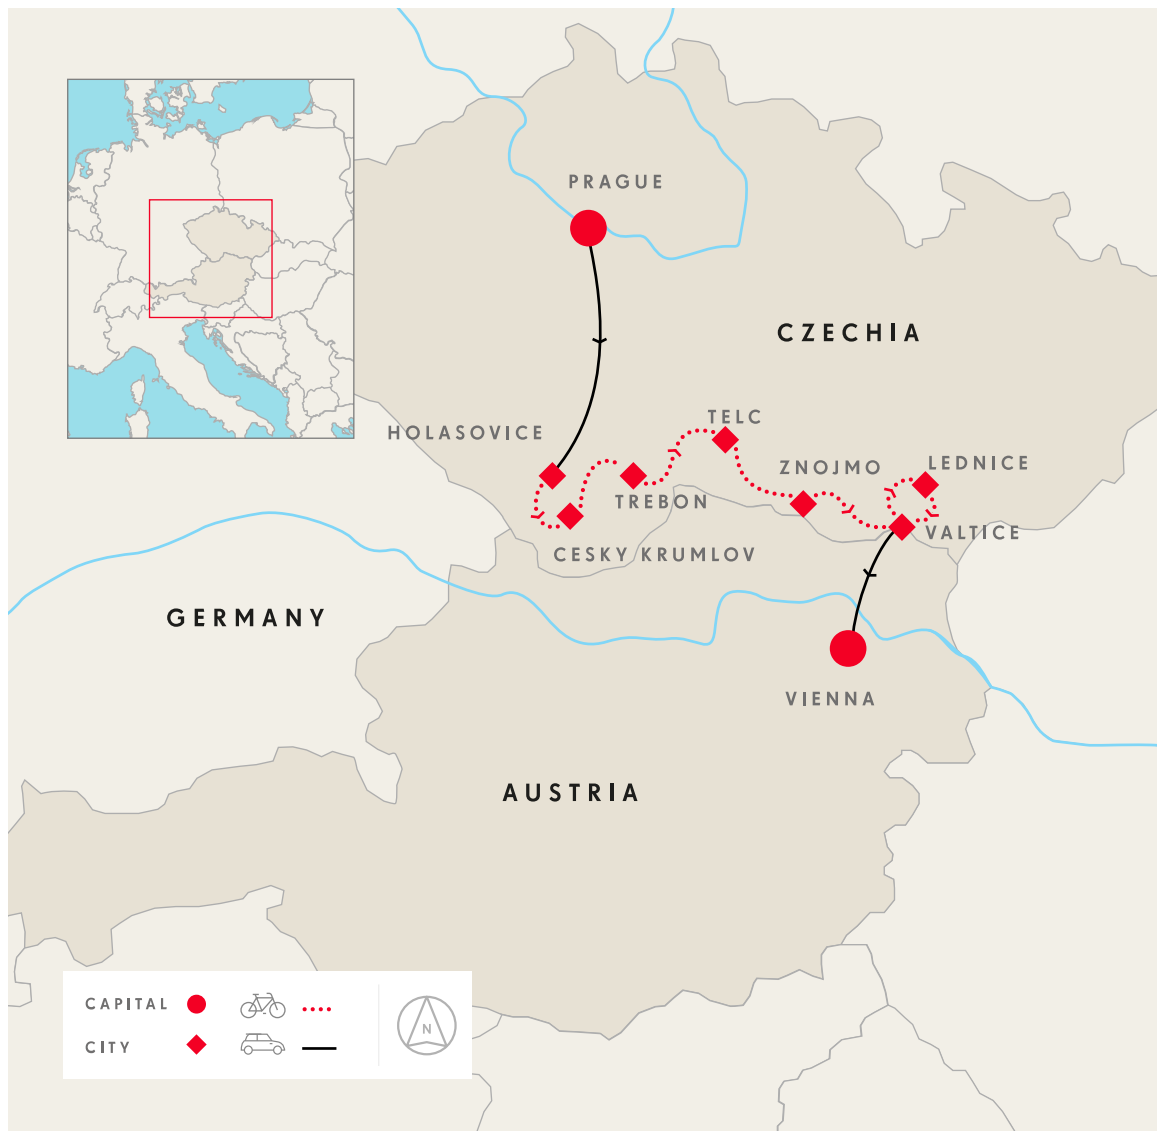 PRAGUE
CZECHIA
TELC
HOLASOVICE
ZNOJMO
LEDNICE
TREBON
VALTICE
CESKY KRUMLOV
GERMANY
VIENNA
AUSTRIA
CAPITAL
CITY
N